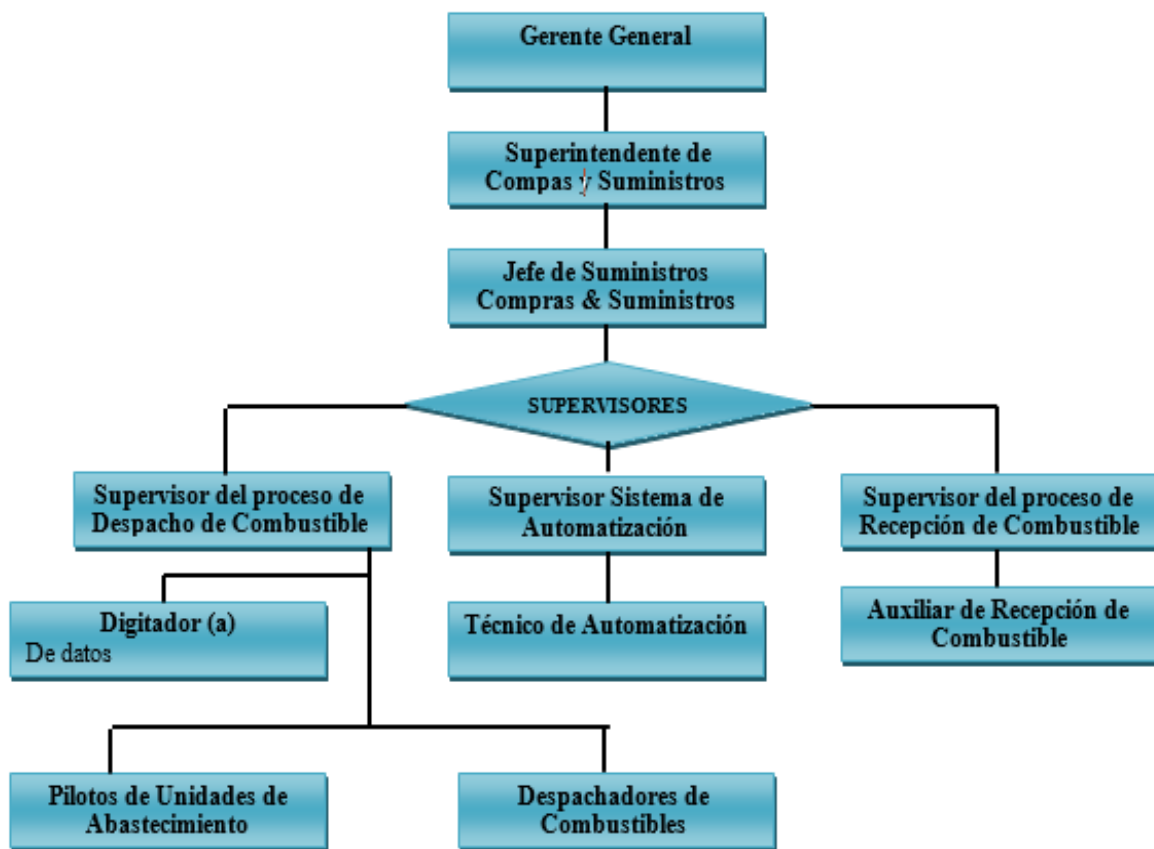 Gerente General
Superintendente de
Compas y Suministros
Jefe de Suministros
Compras & Suministros
SUPERVISORES
Supervisor del proceso de
Despacho de Combustible
Supervisor Sistema de
Automatización
Supervisor del proceso de
Recepción de Combustible
Digitador (a)
De datos
Técnico de Automatización
Auxiliar de Recepción de
Combustible
Pilotos de Unidades de
Abastecimiento
Despachadores de
Combustibles